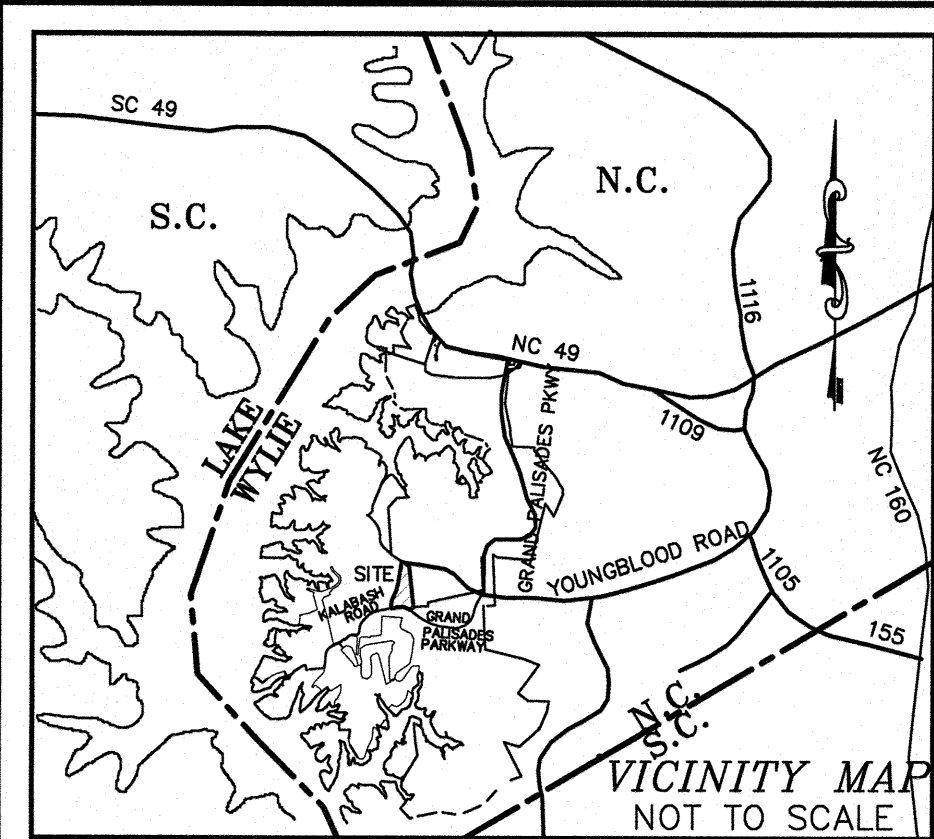 SC 49
S.C.
N.C.
1116
NC 49
GRAND PALISADES PKWY
1109
LAKE
WYLIE
NC 160
YOUNGBLOOD ROAD
SITE
KALABASH
ROAD
GRAND
PALISADES
PARKWAY
1105
155
N.C.
S.C.
VICINITY MAP
NOT TO SCALE